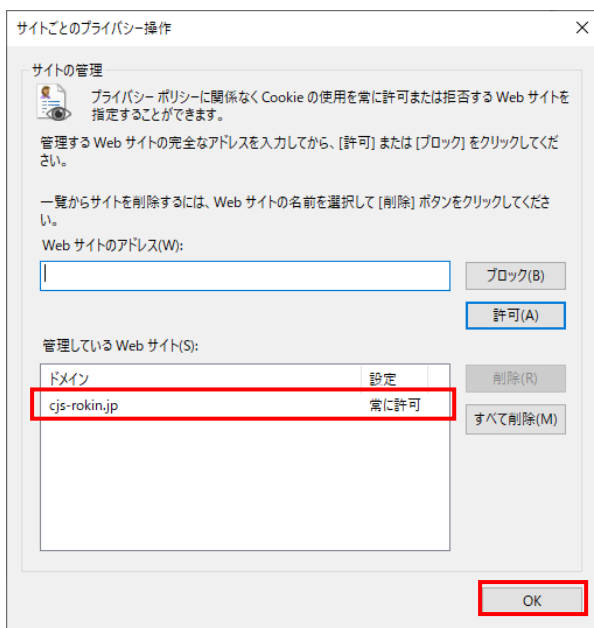 サイトごとのプライバシー操作
サイトの管理
プライバシー ポリシーに関係なく Cookie の使用を常に許可または拒否する Web サイトを
指定することができます。
管理する Web サイトの完全なアドレスを入力してから、[許可] または [ブロック] をクリックしてくだ
さい。
一覧からサイトを削除するには、Web サイトの名前を選択して [削除] ボタンをクリックしてくださ
い。
Web サイトのアドレス(W):
ブロック(B)
許可(A)
管理している Web サイト(S):
ドメイン 設定
削除(R)
cjs-rokin.jp 常に許可
すべて削除(M)
OK